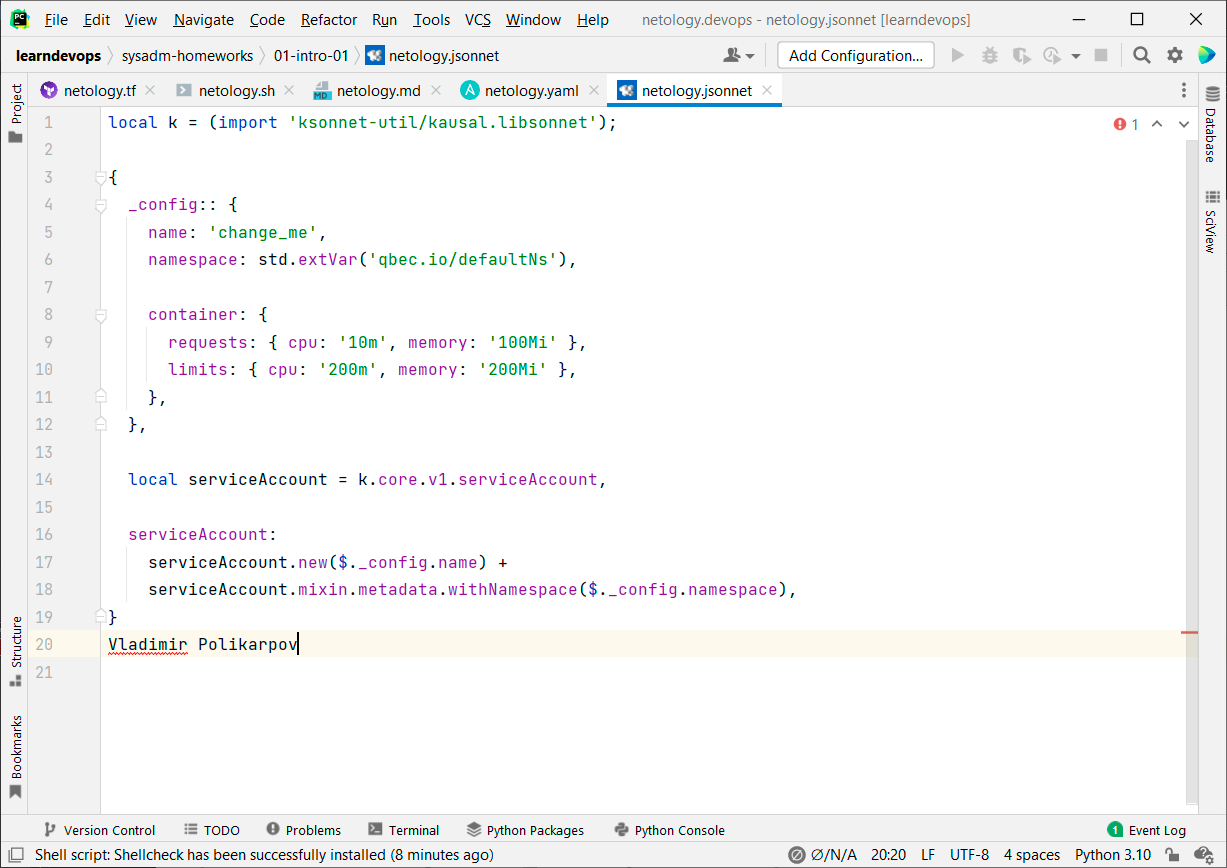 PC File Edit View Navigate Code Refactor Run Tools VCS Window Help netology.devops - netology.jsonnet [learndevops]
learndevops sysadm-homeworks 01-intro-01 netology.jsonnet Add Configuration...
netology.tf netology.sh MD netology.md A netology.yaml netology.jsonnet
Project
Structure
Bookmarks
1 local k = (import 'ksonnet-util/kausal.libsonnet');
2
3 {
4 _config:: {
5 name: 'change_me',
6 namespace: std.extVar('qbec.io/defaultNs'),
7
8 container: {
9 requests: { cpu: '10m', memory: '100Mi' },
10 limits: { cpu: '200m', memory: '200Mi' },
11 },
12 },
13
14 local serviceAccount = k.core.v1.serviceAccount,
15
16 serviceAccount:
17 serviceAccount.new($._config.name) +
18 serviceAccount.mixin.metadata.withNamespace($._config.namespace),
19 }
20 Vladimir Polikarpov
21
1
Database
SciView
Version Control TODO Problems Terminal Python Packages Python Console 1 Event Log
Shell script: Shellcheck has been successfully installed (8 minutes ago) Ø/N/A 20:20 LF UTF-8 4 spaces Python 3.10